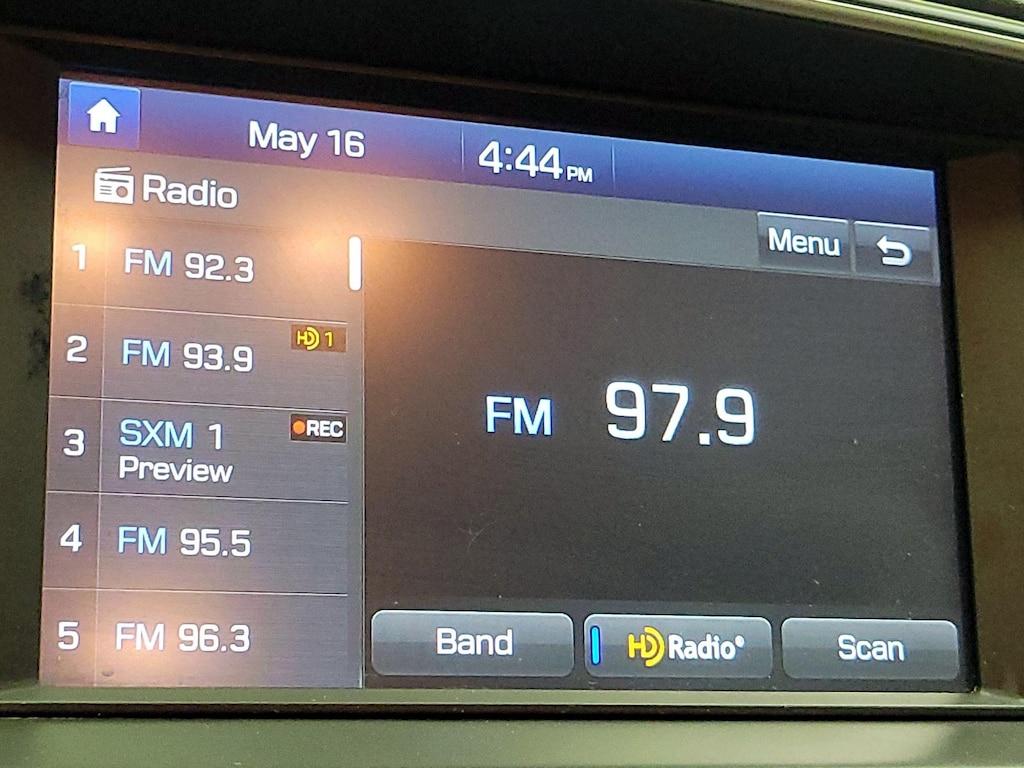 May 16
4:44 PM
Radio
Menu
1 FM 92.3
2 FM 93.9 HD 1
3 SXM 1 REC
Preview
4 FM 95.5
5 FM 96.3
FM 97.9
Band
HD Radio®
Scan